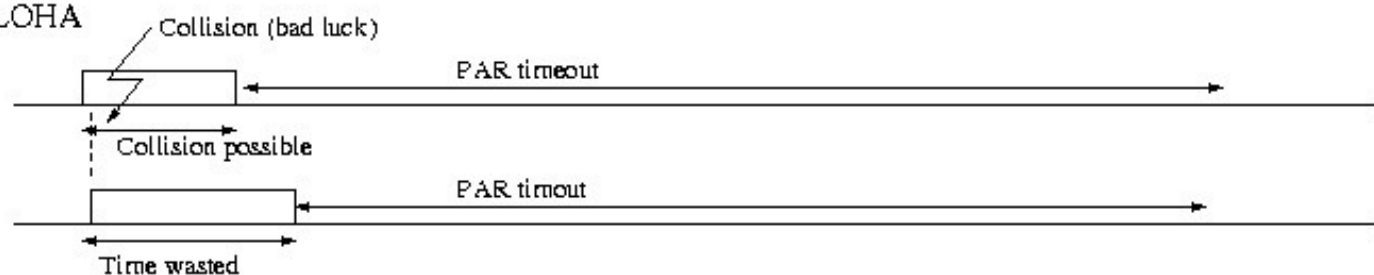 LOHA
Collision (bad luck)
PAR timeout
Collision possible
PAR timout
Time wasted